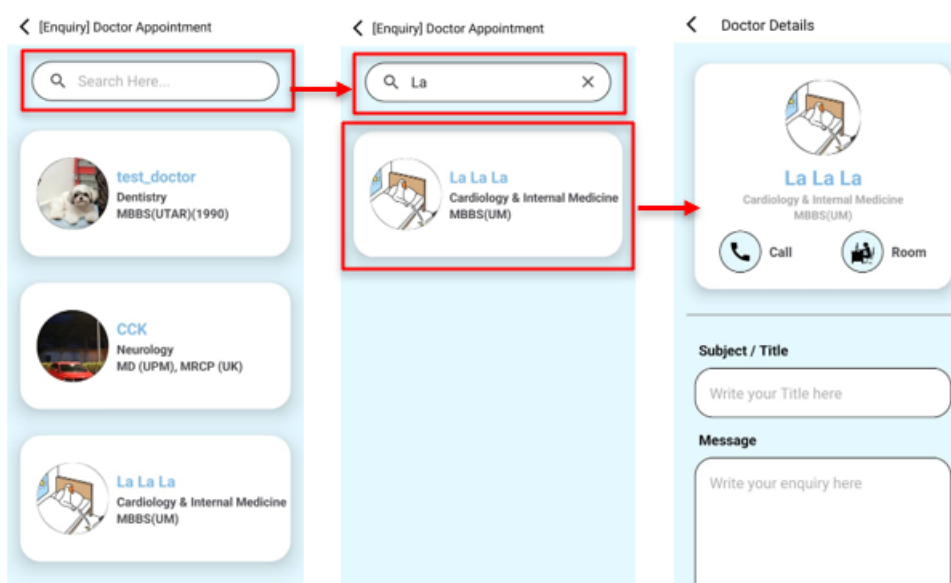 [Enquiry] Doctor Appointment
Search Here...
test_doctor
Dentistry
MBBS(UTAR)(1990)
CCK
Neurology
MD (UPM), MRCP (UK)
La La La
Cardiology & Internal Medicine
MBBS(UM)
[Enquiry] Doctor Appointment
La
La La La
Cardiology & Internal Medicine
MBBS(UM)
Doctor Details
La La La
Cardiology & Internal Medicine
MBBS(UM)
Call
Room
Subject / Title
Write your Title here
Message
Write your enquiry here